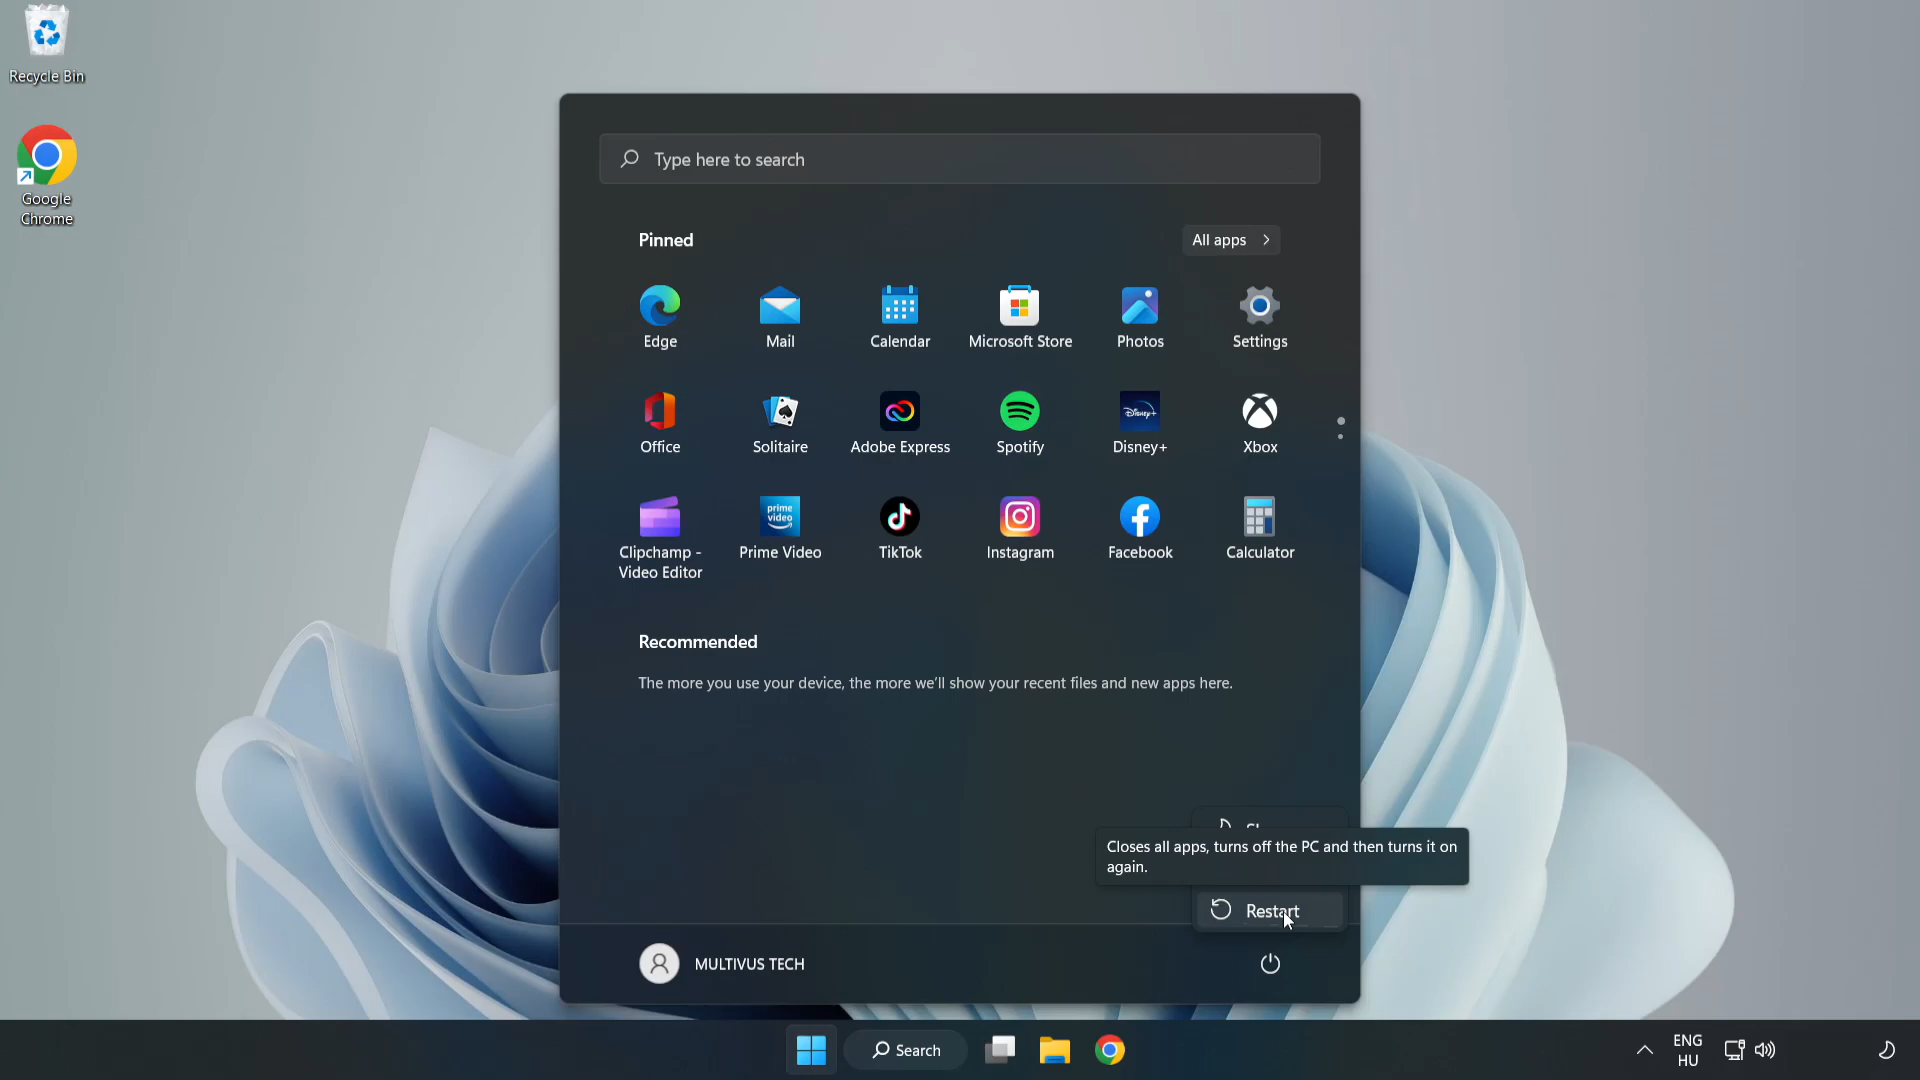 Recycle Bin
Google
Chrome
Type here to search
Pinned
All apps
Edge
Mail
Calendar
Microsoft Store
Photos
Settings
Office
Solitaire
Adobe Express
Spotify
Disney+
Disney+
Xbox
prime
video
Clipchamp -
Video Editor
Prime Video
TikTok
Instagram
Facebook
Calculator
Recommended
The more you use your device, the more we'll show your recent files and new apps here.
Closes all apps, turns off the PC and then turns it on
again.
Restart
MULTIVUS TECH
Search
ENG
HU